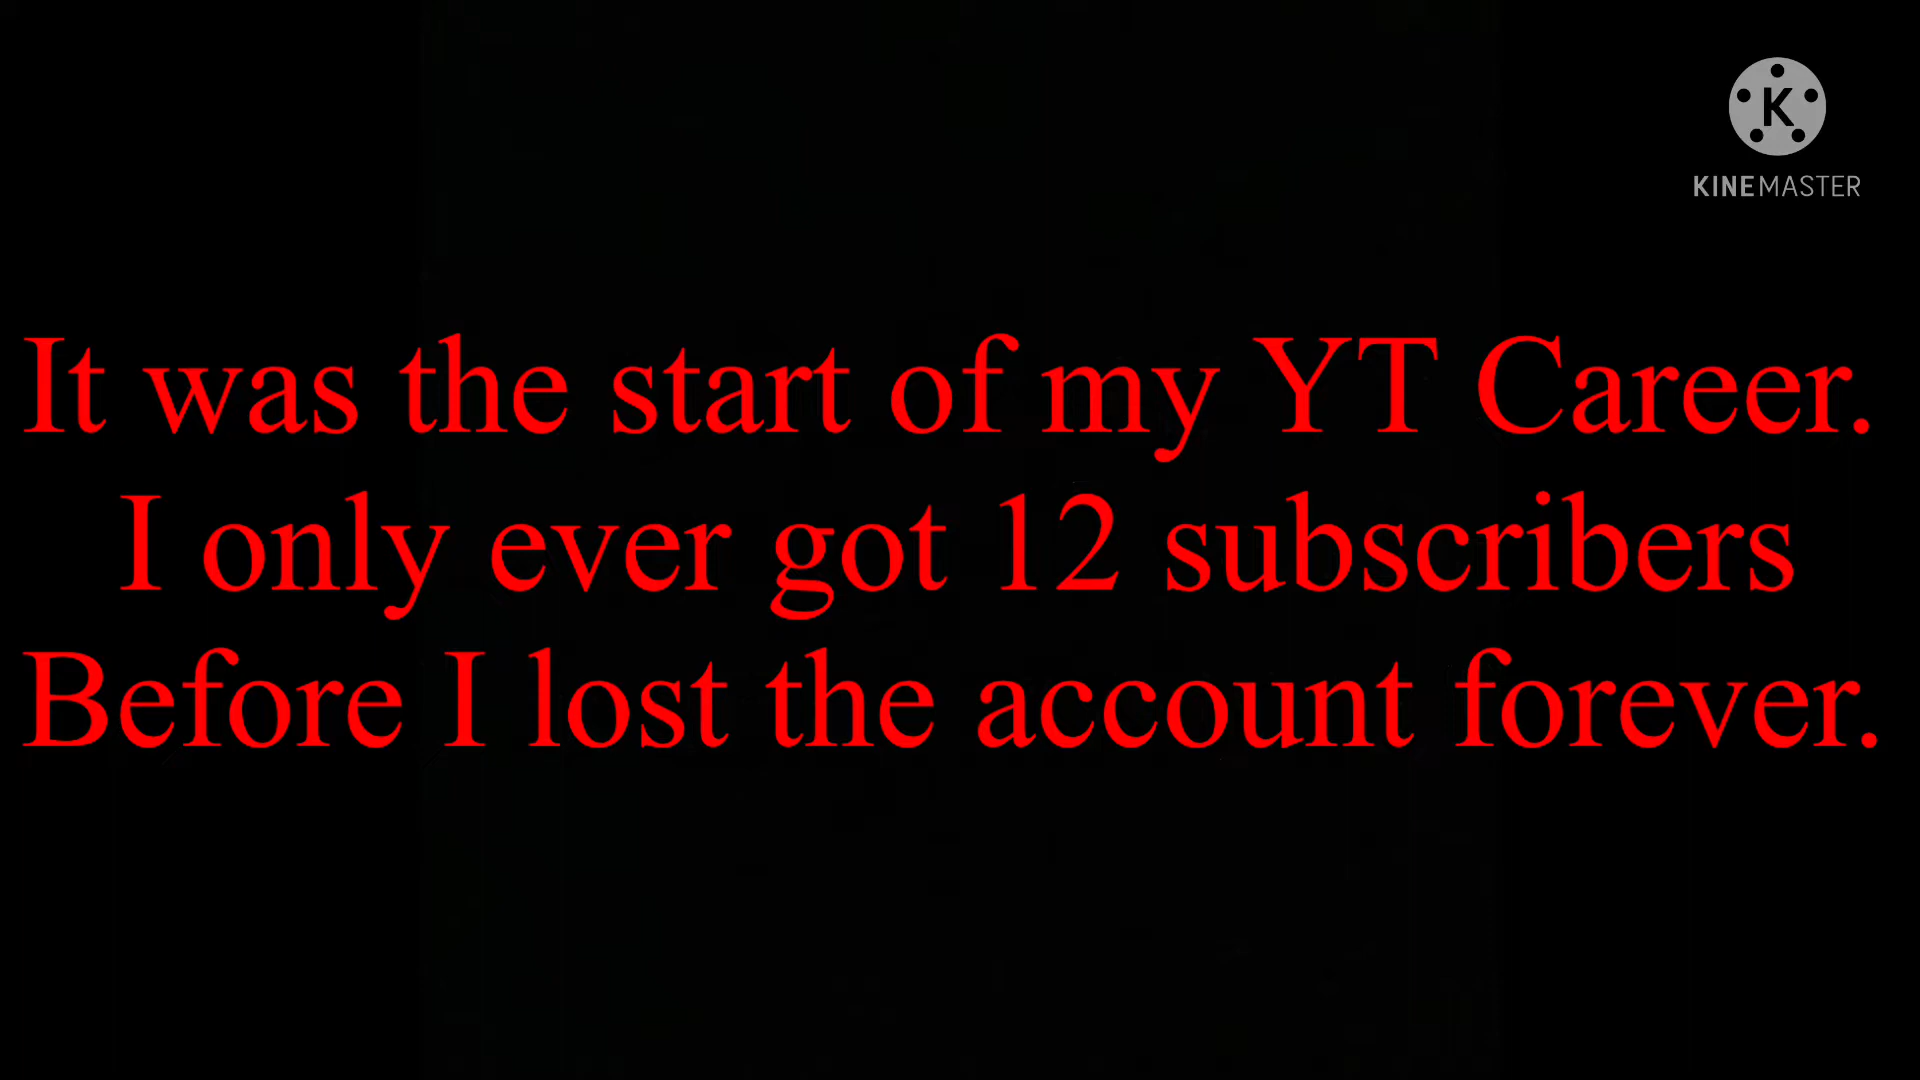 K
KINEMASTER
It was the start of my YT Career.
I only ever got 12 subscribers
Before I lost the account forever.